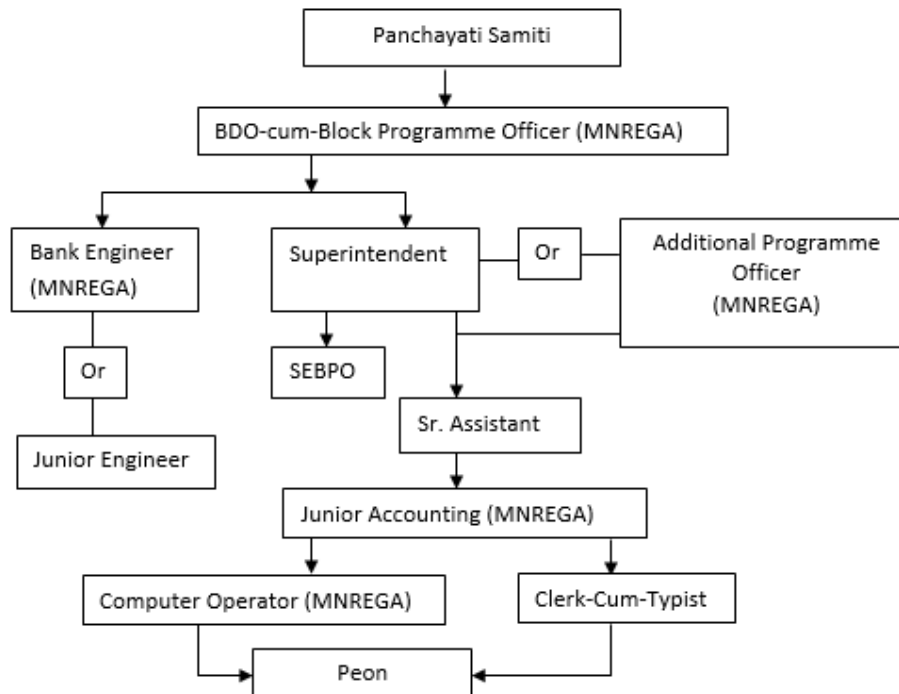 Panchayati Samiti
BDO-cum-Block Programme Officer (MNREGA)
Bank Engineer
(MNREGA)
Superintendent
Or
Additional Programme
Officer
(MNREGA)
Or
SEBPO
Sr. Assistant
Junior Engineer
Junior Accounting (MNREGA)
Computer Operator (MNREGA)
Clerk-Cum-Typist
Peon